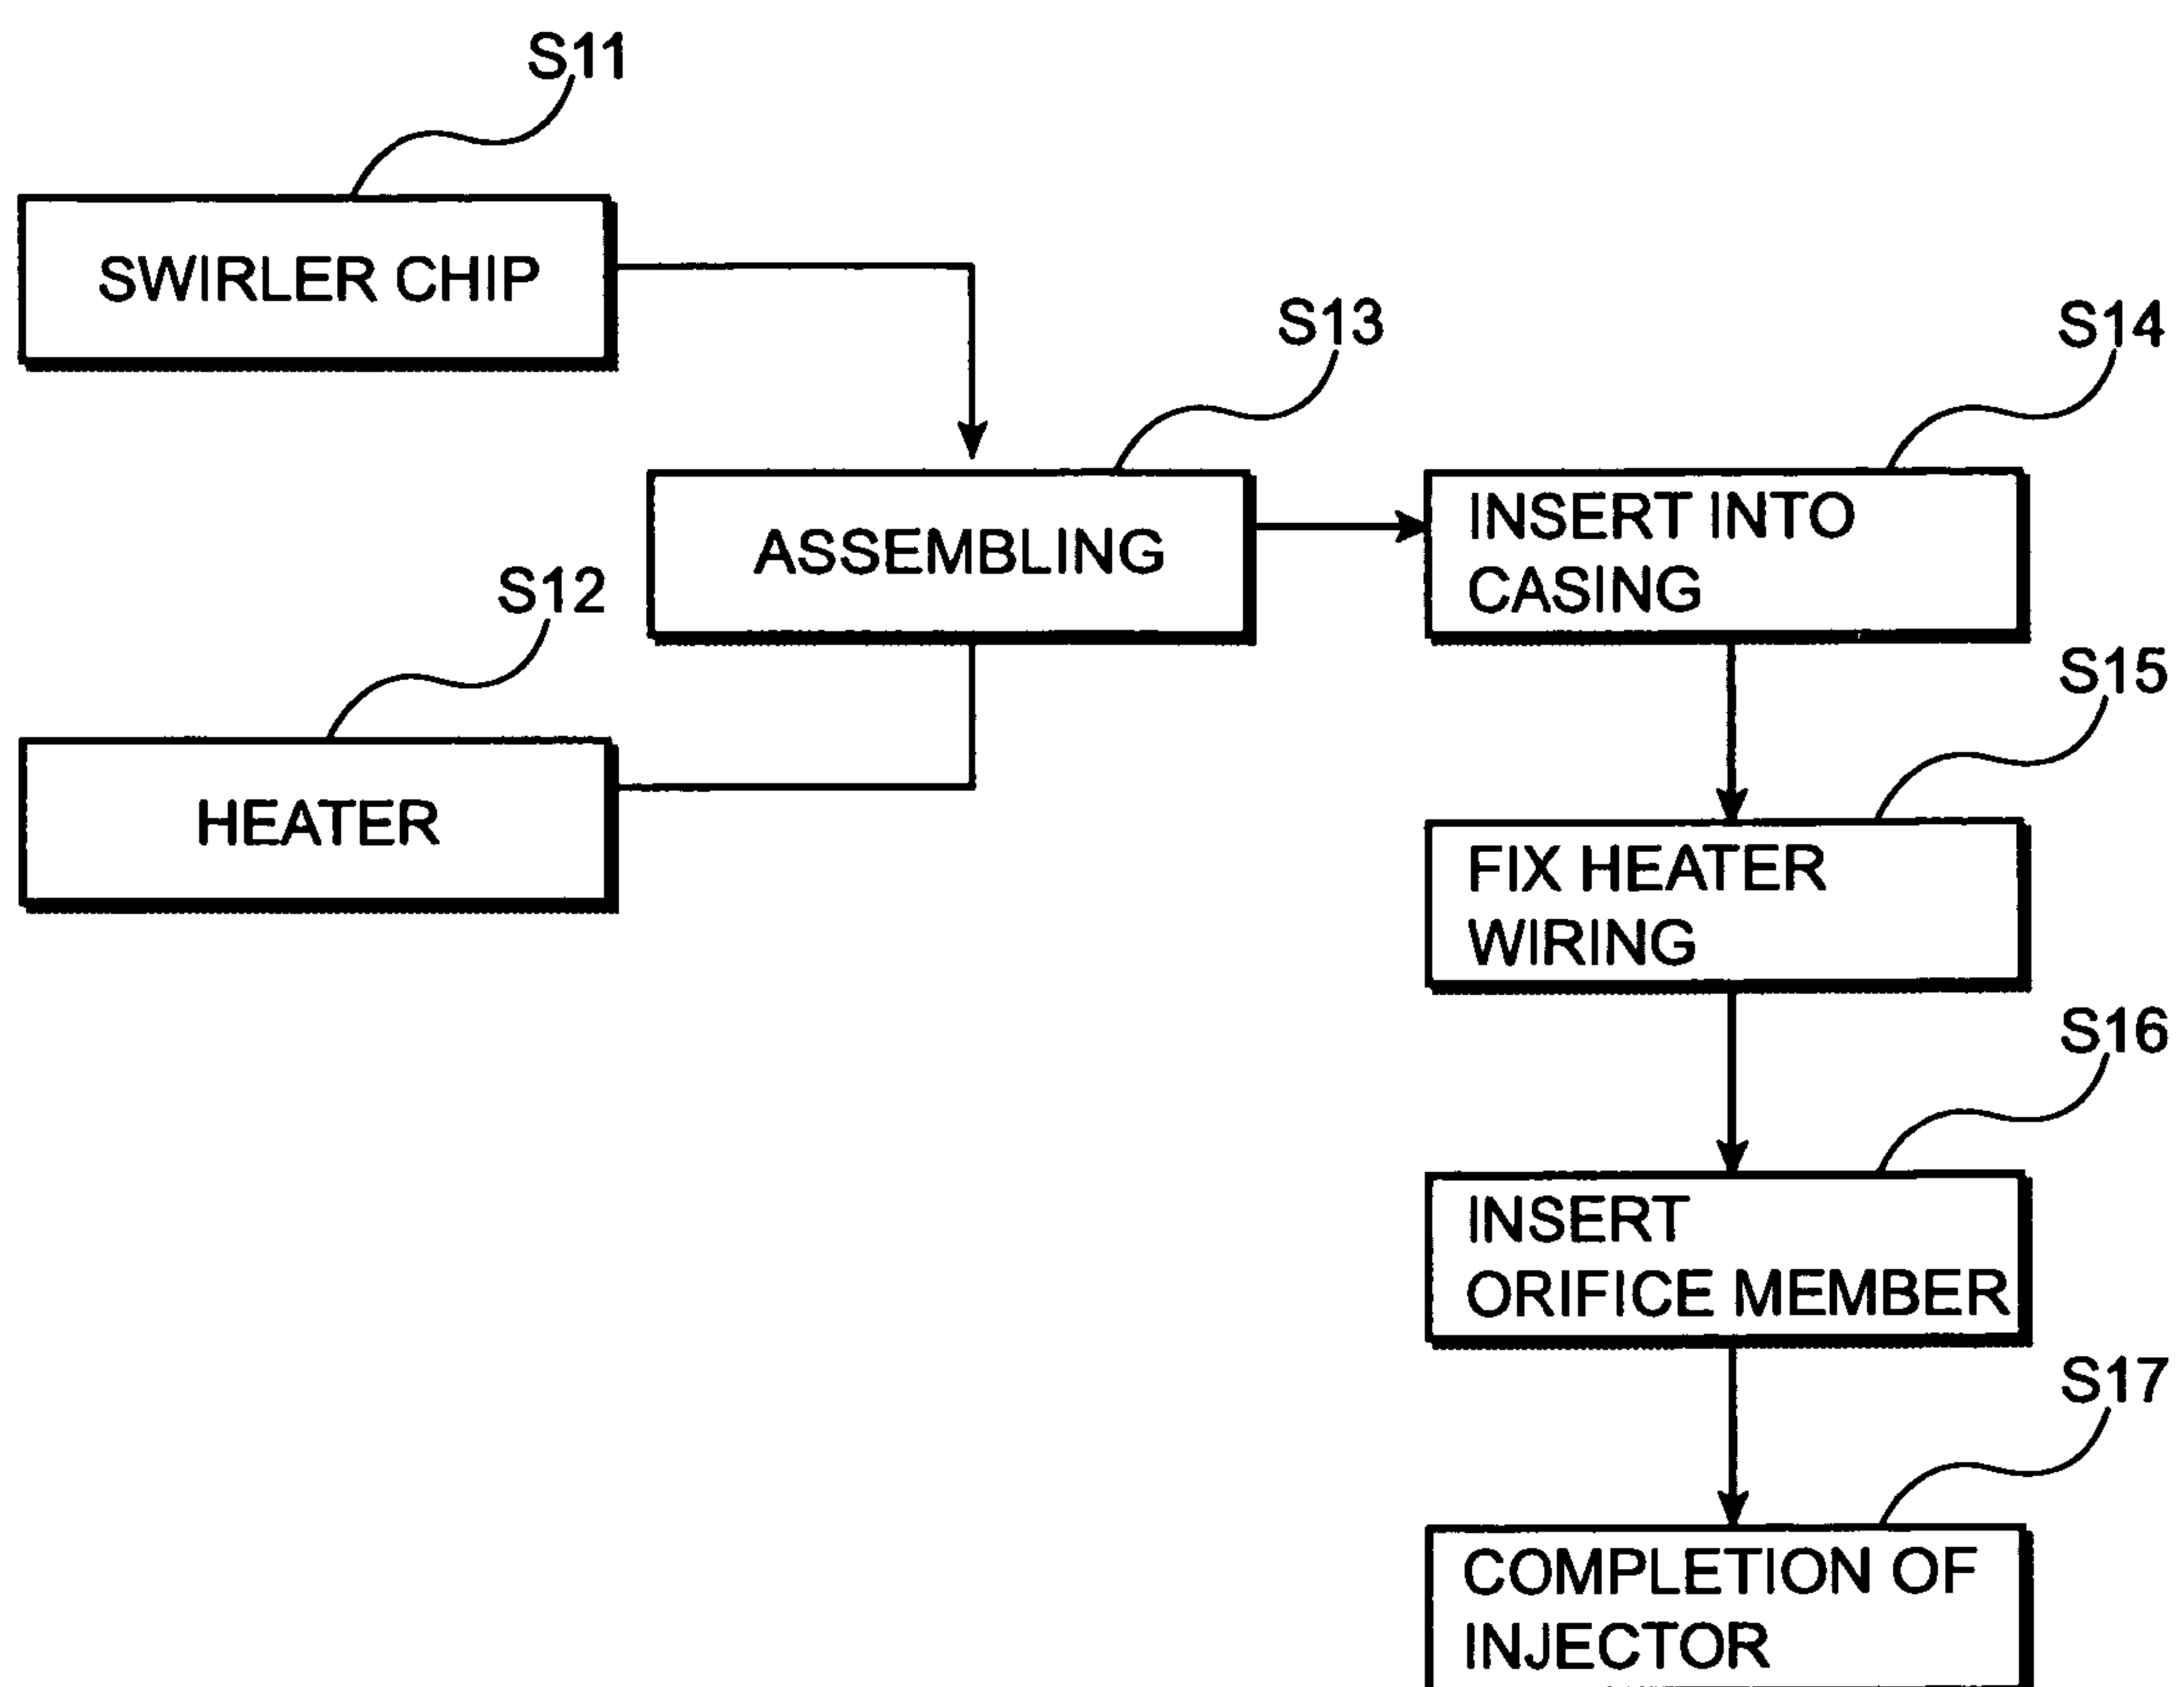 S11
SWIRLER CHIP
S12
HEATER
S13
ASSEMBLING
S14
INSERT INTO
CASING
S15
FIX HEATER
WIRING
S16
INSERT
ORIFICE MEMBER
S17
COMPLETION OF
INJECTOR